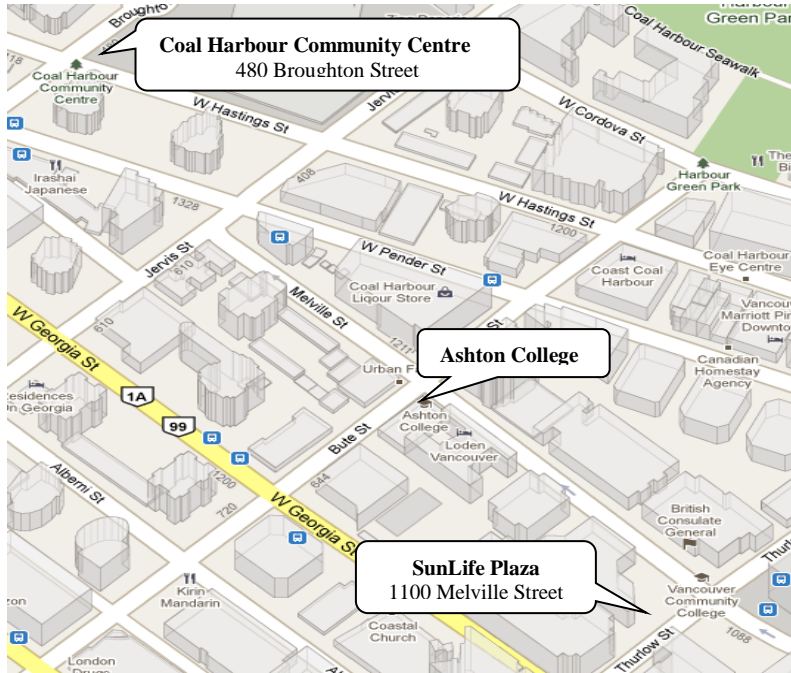 Harbour
Green Park
Coal Harbour Seawalk
Coal Harbour Community Centre
480 Broughton Street
Coal Harbour
Community
Centre
W Hastings St
W Cordova St
Harbour
Green Park
Irashai
Japanese
1328
408
W Hastings St
1200
Jervis St
610
W Pender St
Coal Harbour
Eye Centre
Coast Coal
Harbour
Coal Harbour
Liqour Store
Melville St
610
1211
W Georgia St
Ashton College
Canadian
Homestay
Agency
1A
99
Ashton
College
Bute St
Loden
Vancouver
Alberni St
1200
720
644
W Georgia St
British
Consulate
General
SunLife Plaza
1100 Melville Street
Kirin
Mandarin
Vancouver
Community
College
1088
Coastal
Church
Thurlow St
London